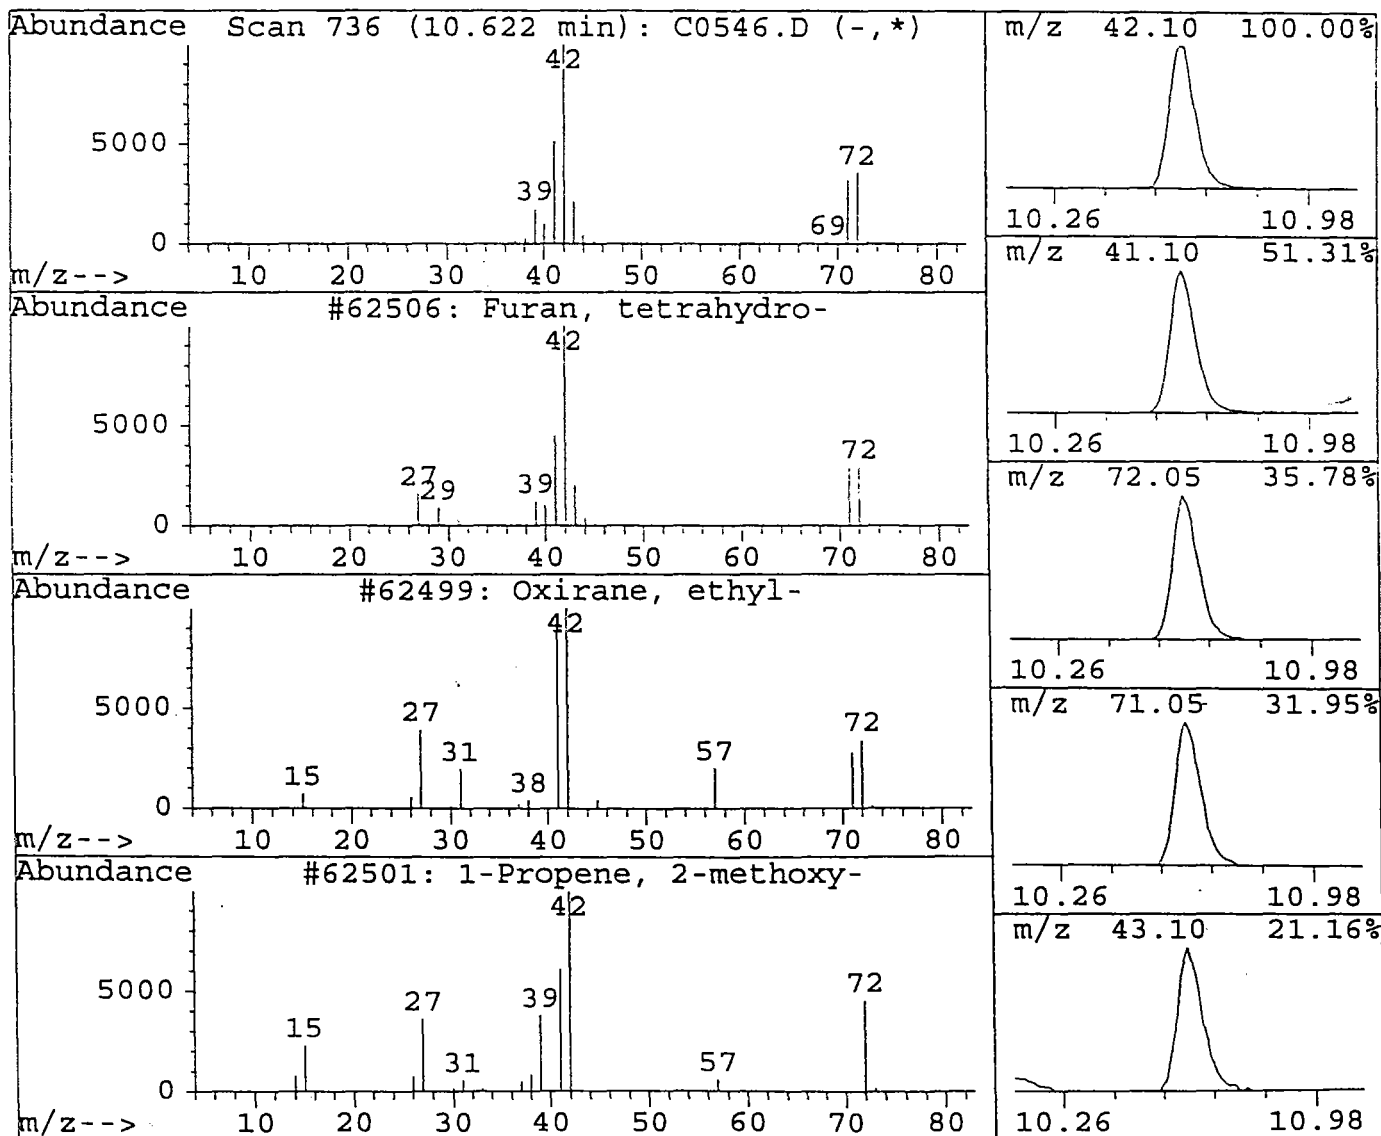 Abundance Scan 736 (10.622 min): C0546.D (-,*)
42
5000
72
39
69
0
m/z--> 10 20 30 40 50 60 70 80
Abundance #62506: Furan, tetrahydro-
42
5000
72
27
29
39
0
m/z--> 10 20 30 40 50 60 70 80
Abundance #62499: Oxirane, ethyl-
42
5000
27
72
31
57
15
38
0
m/z--> 10 20 30 40 50 60 70 80
Abundance #62501: 1-Propene, 2-methoxy-
42
5000
72
27
39
15
31
57
0
m/z--> 10 20 30 40 50 60 70 80
m/z 42.10 100.00%
10.26 10.98
m/z 41.10 51.31%
10.26 10.98
m/z 72.05 35.78%
10.26 10.98
m/z 71.05 31.95%
10.26 10.98
m/z 43.10 21.16%
10.26 10.98